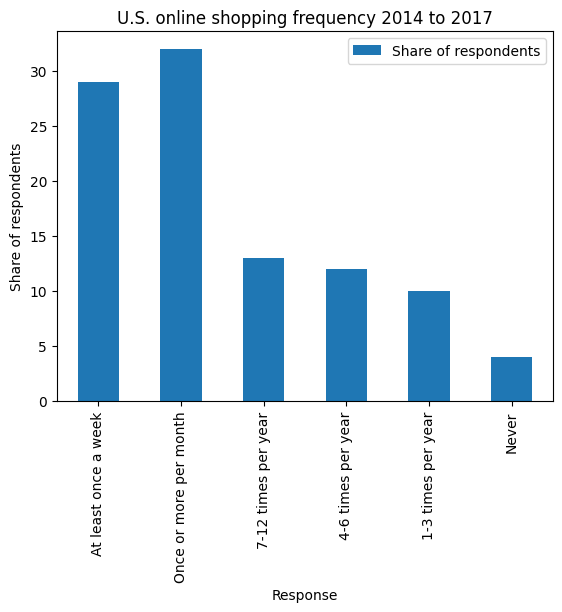 U.S. online shopping frequency 2014 to 2017
Share of respondents
Share of respondents
30
25
20
15
10
5
0
At least once a week
Once or more per month
7-12 times per year
4-6 times per year
1-3 times per year
Never
Response